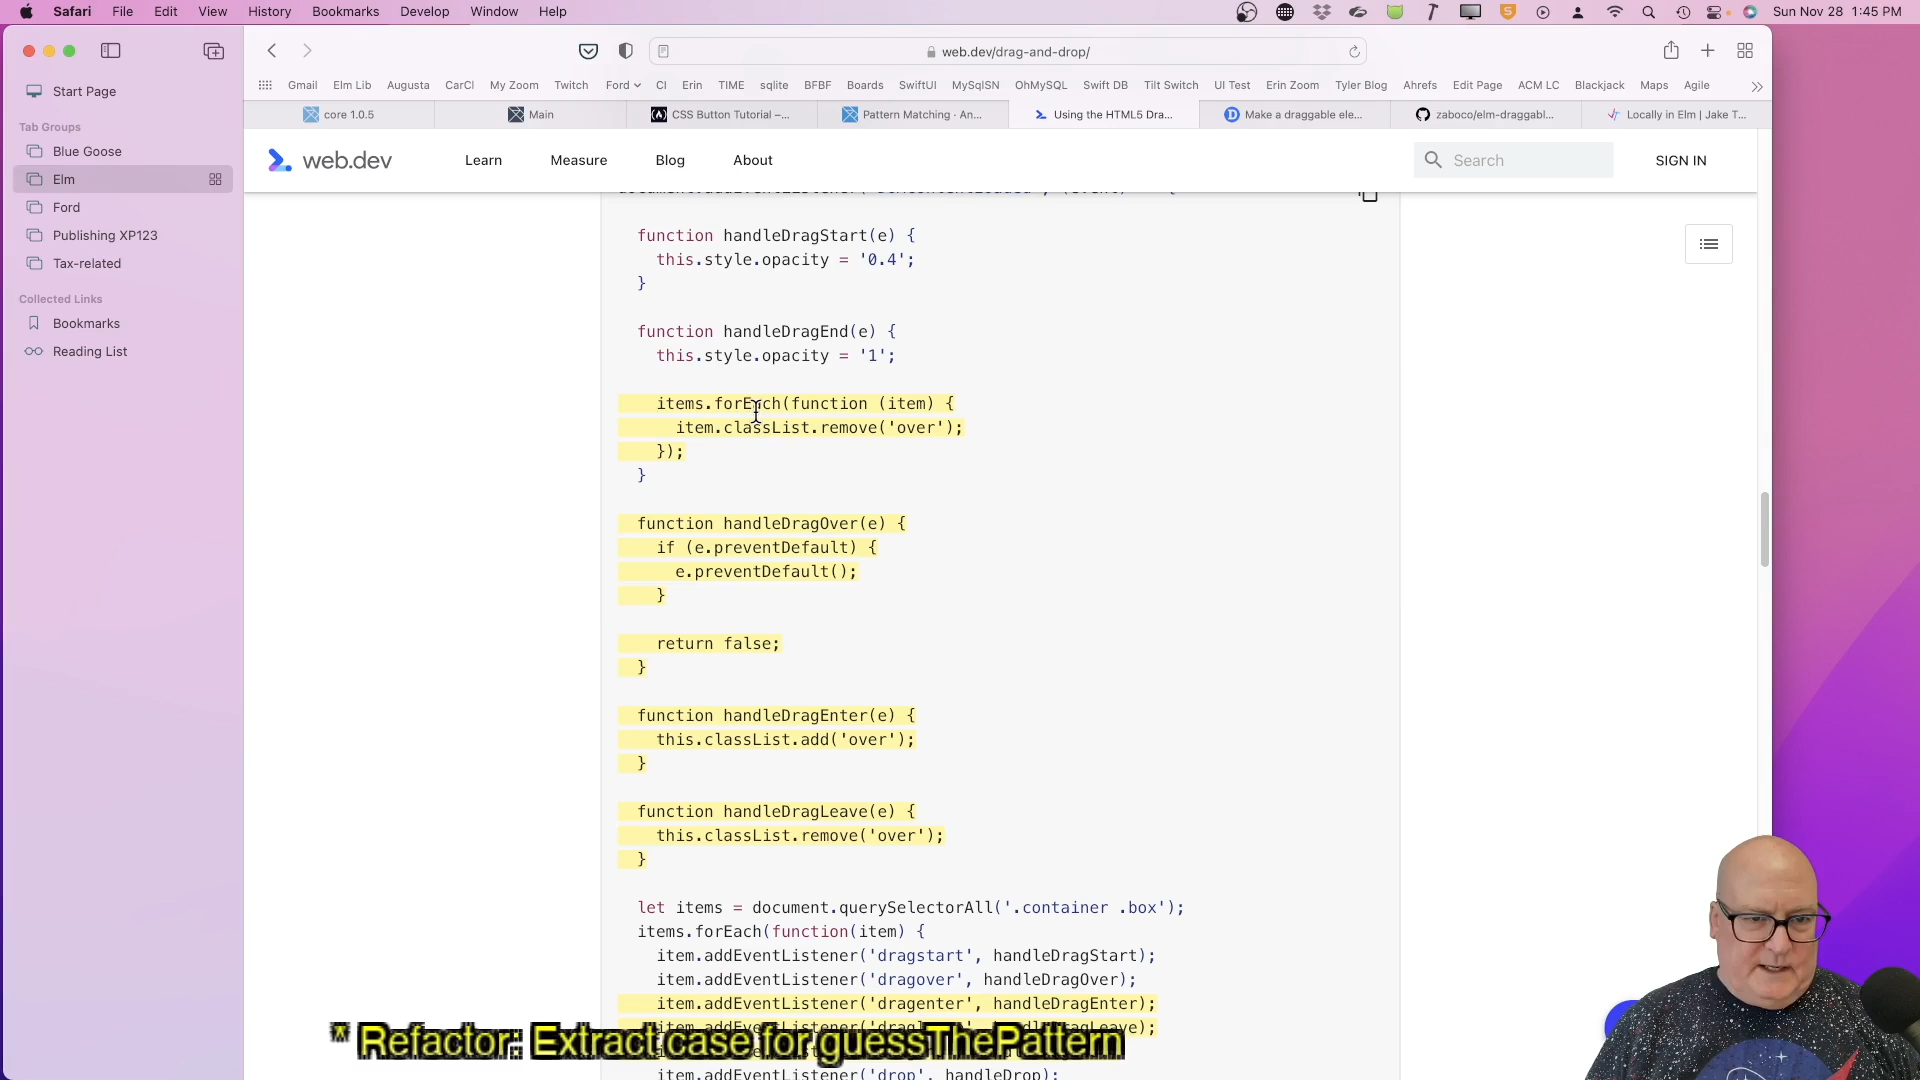 Safari File Edit View History Bookmarks Develop Window Help
Sun Nov 28 1:45 PM
web.dev/drag-and-drop/
Start Page
Tab Groups
Blue Goose
Elm
Ford
Publishing XP123
Tax-related
Collected Links
Bookmarks
Reading List
Gmail Elm Lib Augusta CarCl My Zoom Twitch Ford CI Erin TIME sqlite BFBF Boards SwiftUI MySqlSN OhMySQL Swift DB Tilt Switch UI Test Erin Zoom Tyler Blog Ahrefs Edit Page ACM LC Blackjack Maps Agile
core 1.0.5 Main CSS Button Tutorial –... Pattern Matching · An... Using the HTML5 Dra... Make a draggable ele... zaboco/elm-draggabl... Locally in Elm | Jake T...
web.dev Learn Measure Blog About Search SIGN IN
function handleDragStart(e) {
this.style.opacity = '0.4';
}
function handleDragEnd(e) {
this.style.opacity = '1';
items.forEach(function (item) {
item.classList.remove('over');
});
}
function handleDragOver(e) {
if (e.preventDefault) {
e.preventDefault();
}
return false;
}
function handleDragEnter(e) {
this.classList.add('over');
}
function handleDragLeave(e) {
this.classList.remove('over');
}
let items = document.querySelectorAll('.container .box');
items.forEach(function(item) {
item.addEventListener('dragstart', handleDragStart);
item.addEventListener('dragover', handleDragOver);
item.addEventListener('dragenter', handleDragEnter);
* Refactor: Extract case for guessThePattern
item.addEventListener('drop', handleDrop);